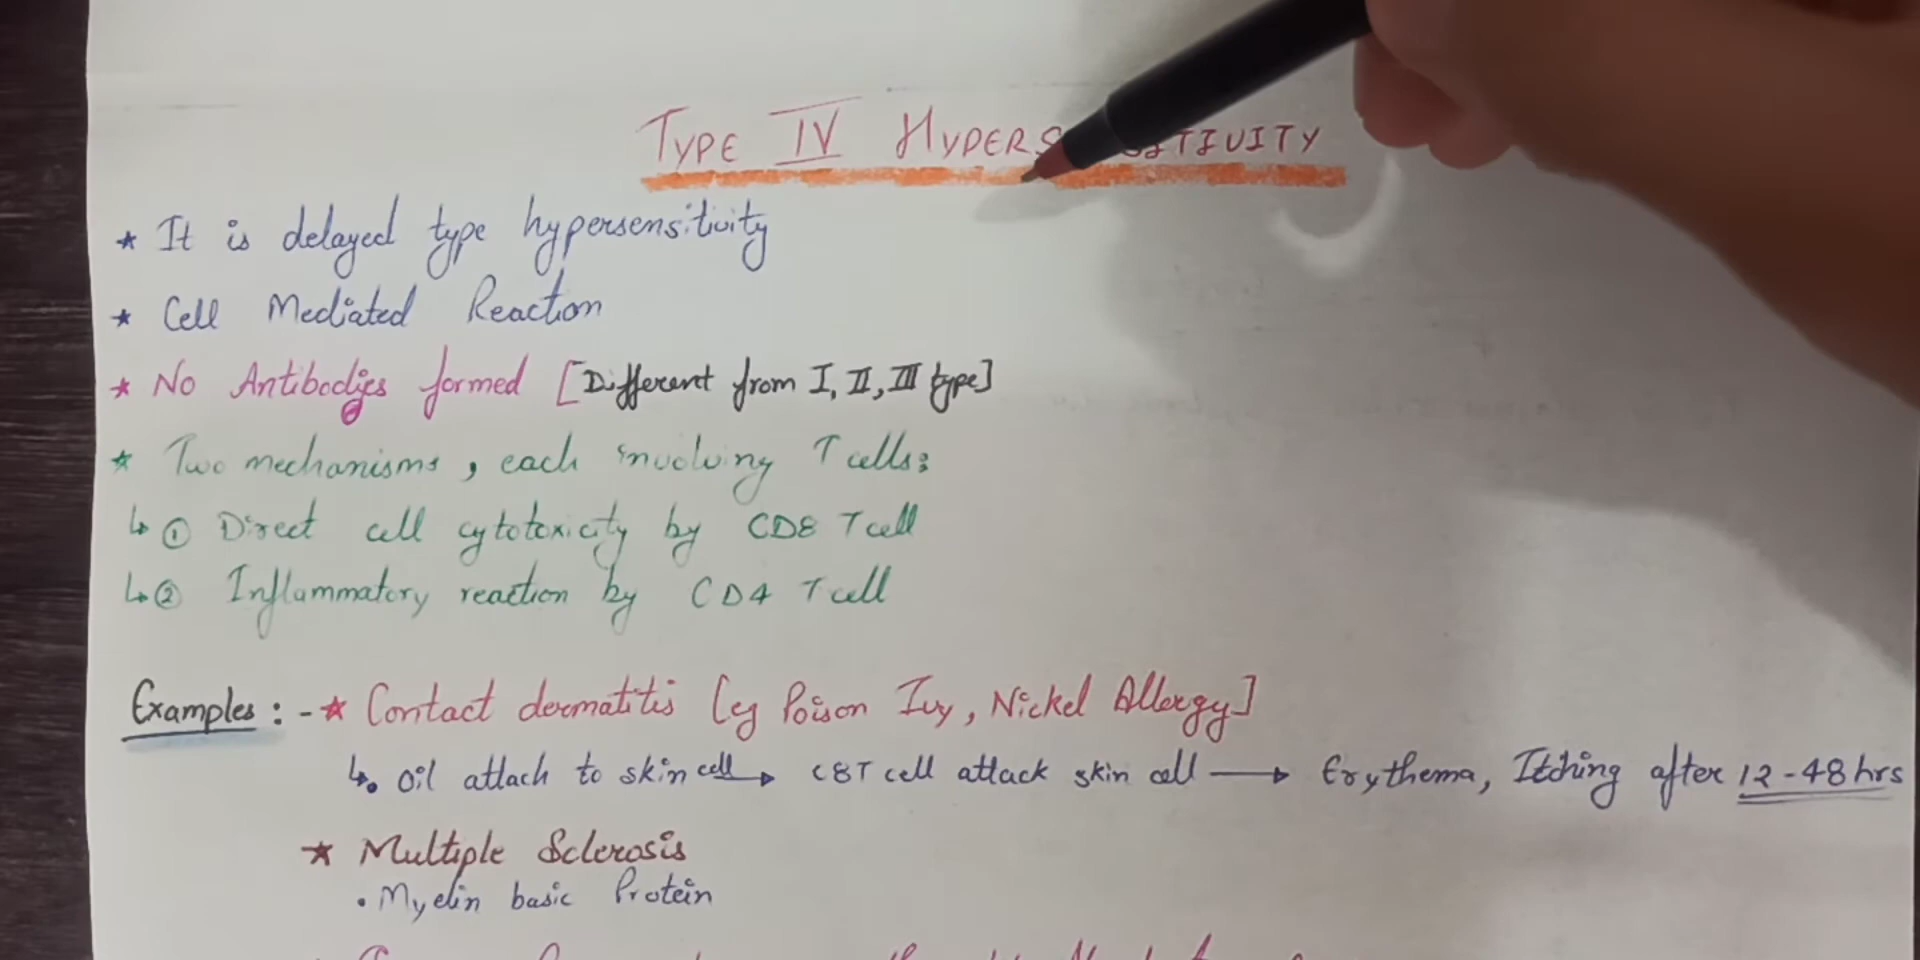 TYPE IV HYPERS ITIVITY
* It is delayed type hypersensitivity
* Cell Mediated Reaction
* No Antibodies formed [Different from I, II, III type]
* Two mechanisms, each involving T cells:
↳ ① Direct cell cytotoxicity by CD8 T cell
↳ ② Inflammatory reaction by CD4 T cell
Examples :- * Contact dermatitis [eg Poison Ivy, Nickel Allergy]
↳ Oil attach to skin cell → C8T cell attack skin cell → Erythema, Itching after 12-48 hrs
* Multiple Sclerosis
• Myelin basic Protein